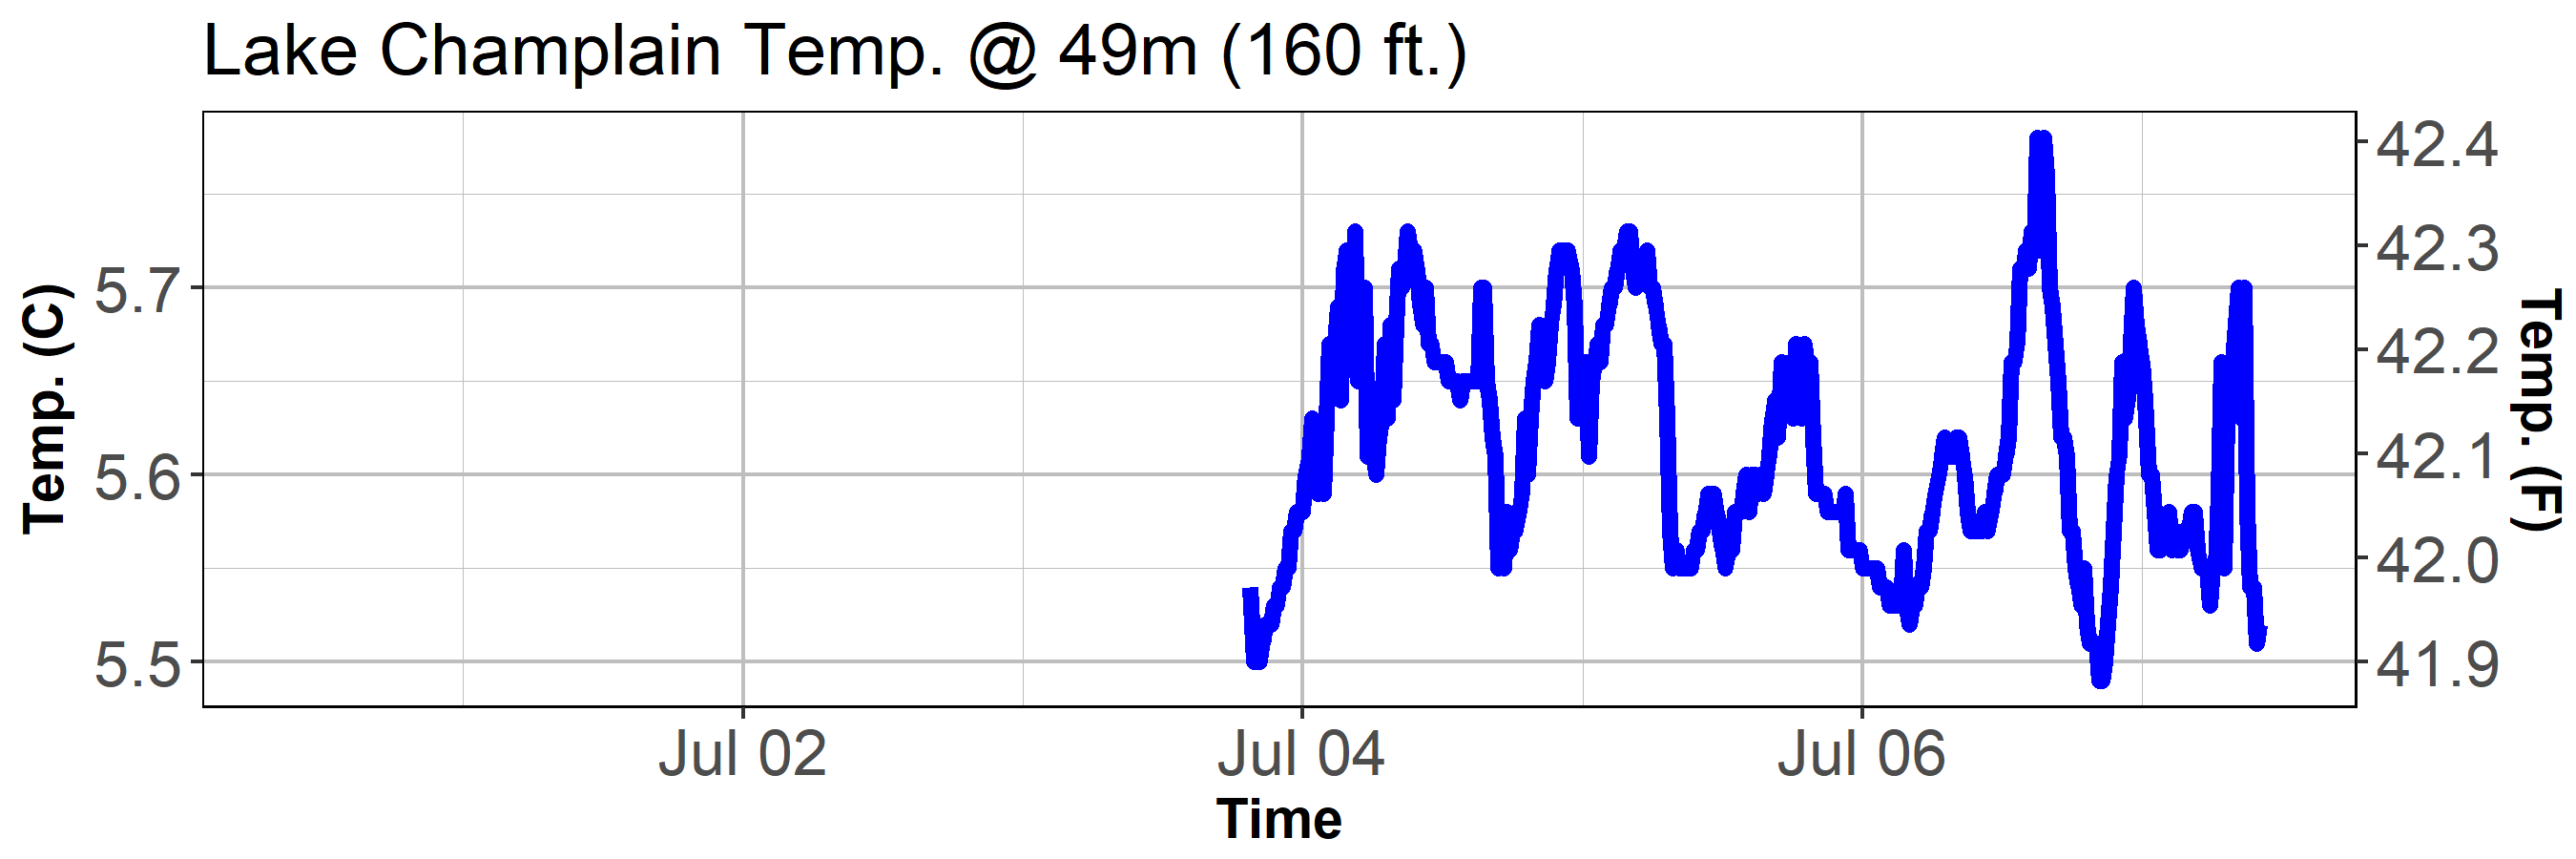 Lake Champlain Temp. @ 49m (160 ft.)
Temp. (C)
5.7
5.6
5.5
42.4
42.3
42.2
42.1
42.0
41.9
Temp. (F)
Jul 02
Jul 04
Jul 06
Time